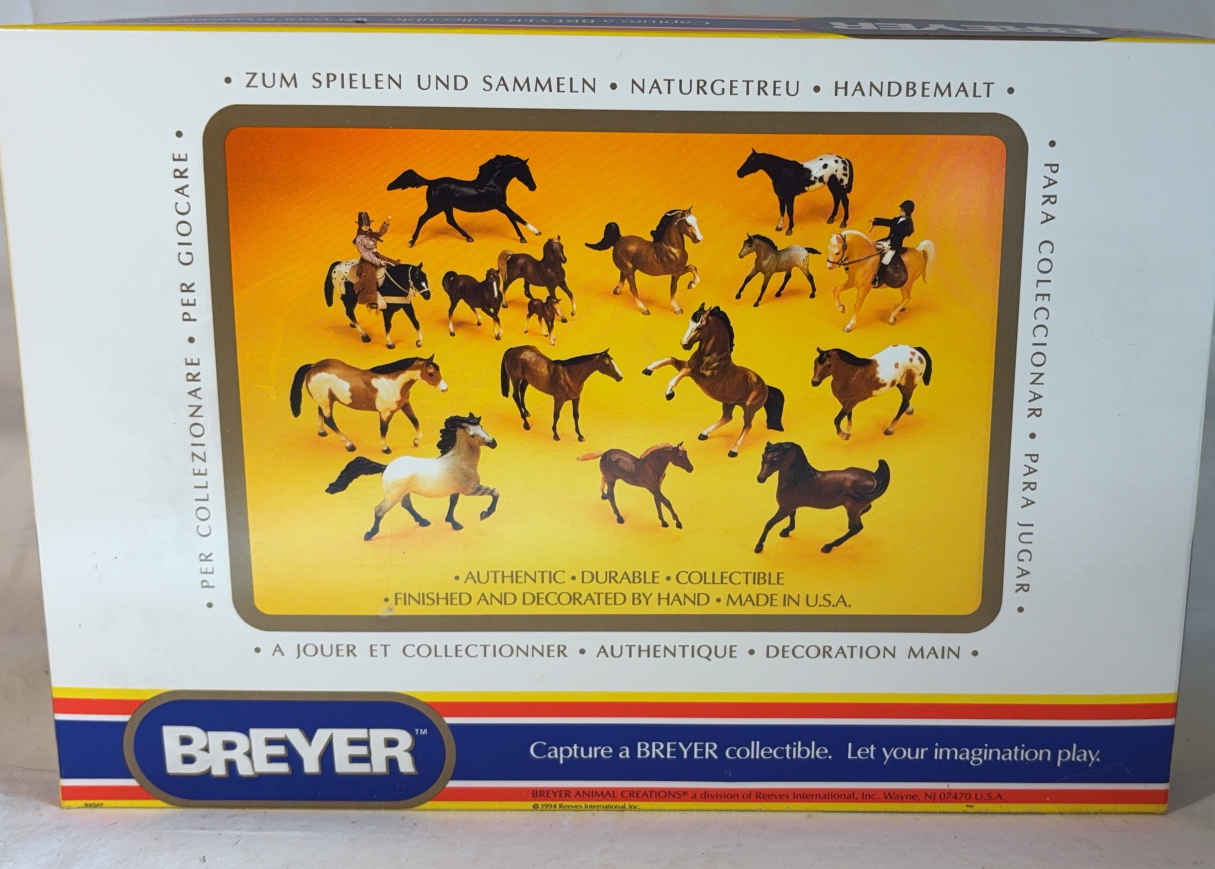 • ZUM SPIELEN UND SAMMELN • NATURGETREU • HANDBEMALT •
• PER COLLEZIONARE • PER GIOCARE •
• PARA COLECCIONAR • PARA JUGAR •
• AUTHENTIC • DURABLE • COLLECTIBLE
• FINISHED AND DECORATED BY HAND • MADE IN U.S.A.
• A JOUER ET COLLECTIONNER • AUTHENTIQUE • DECORATION MAIN •
BREYER™
Capture a BREYER collectible. Let your imagination play.
BREYER ANIMAL CREATIONS® a division of Reeves International, Inc. Wayne, NJ 07470 U.S.A.
© 1994 Reeves International, Inc.